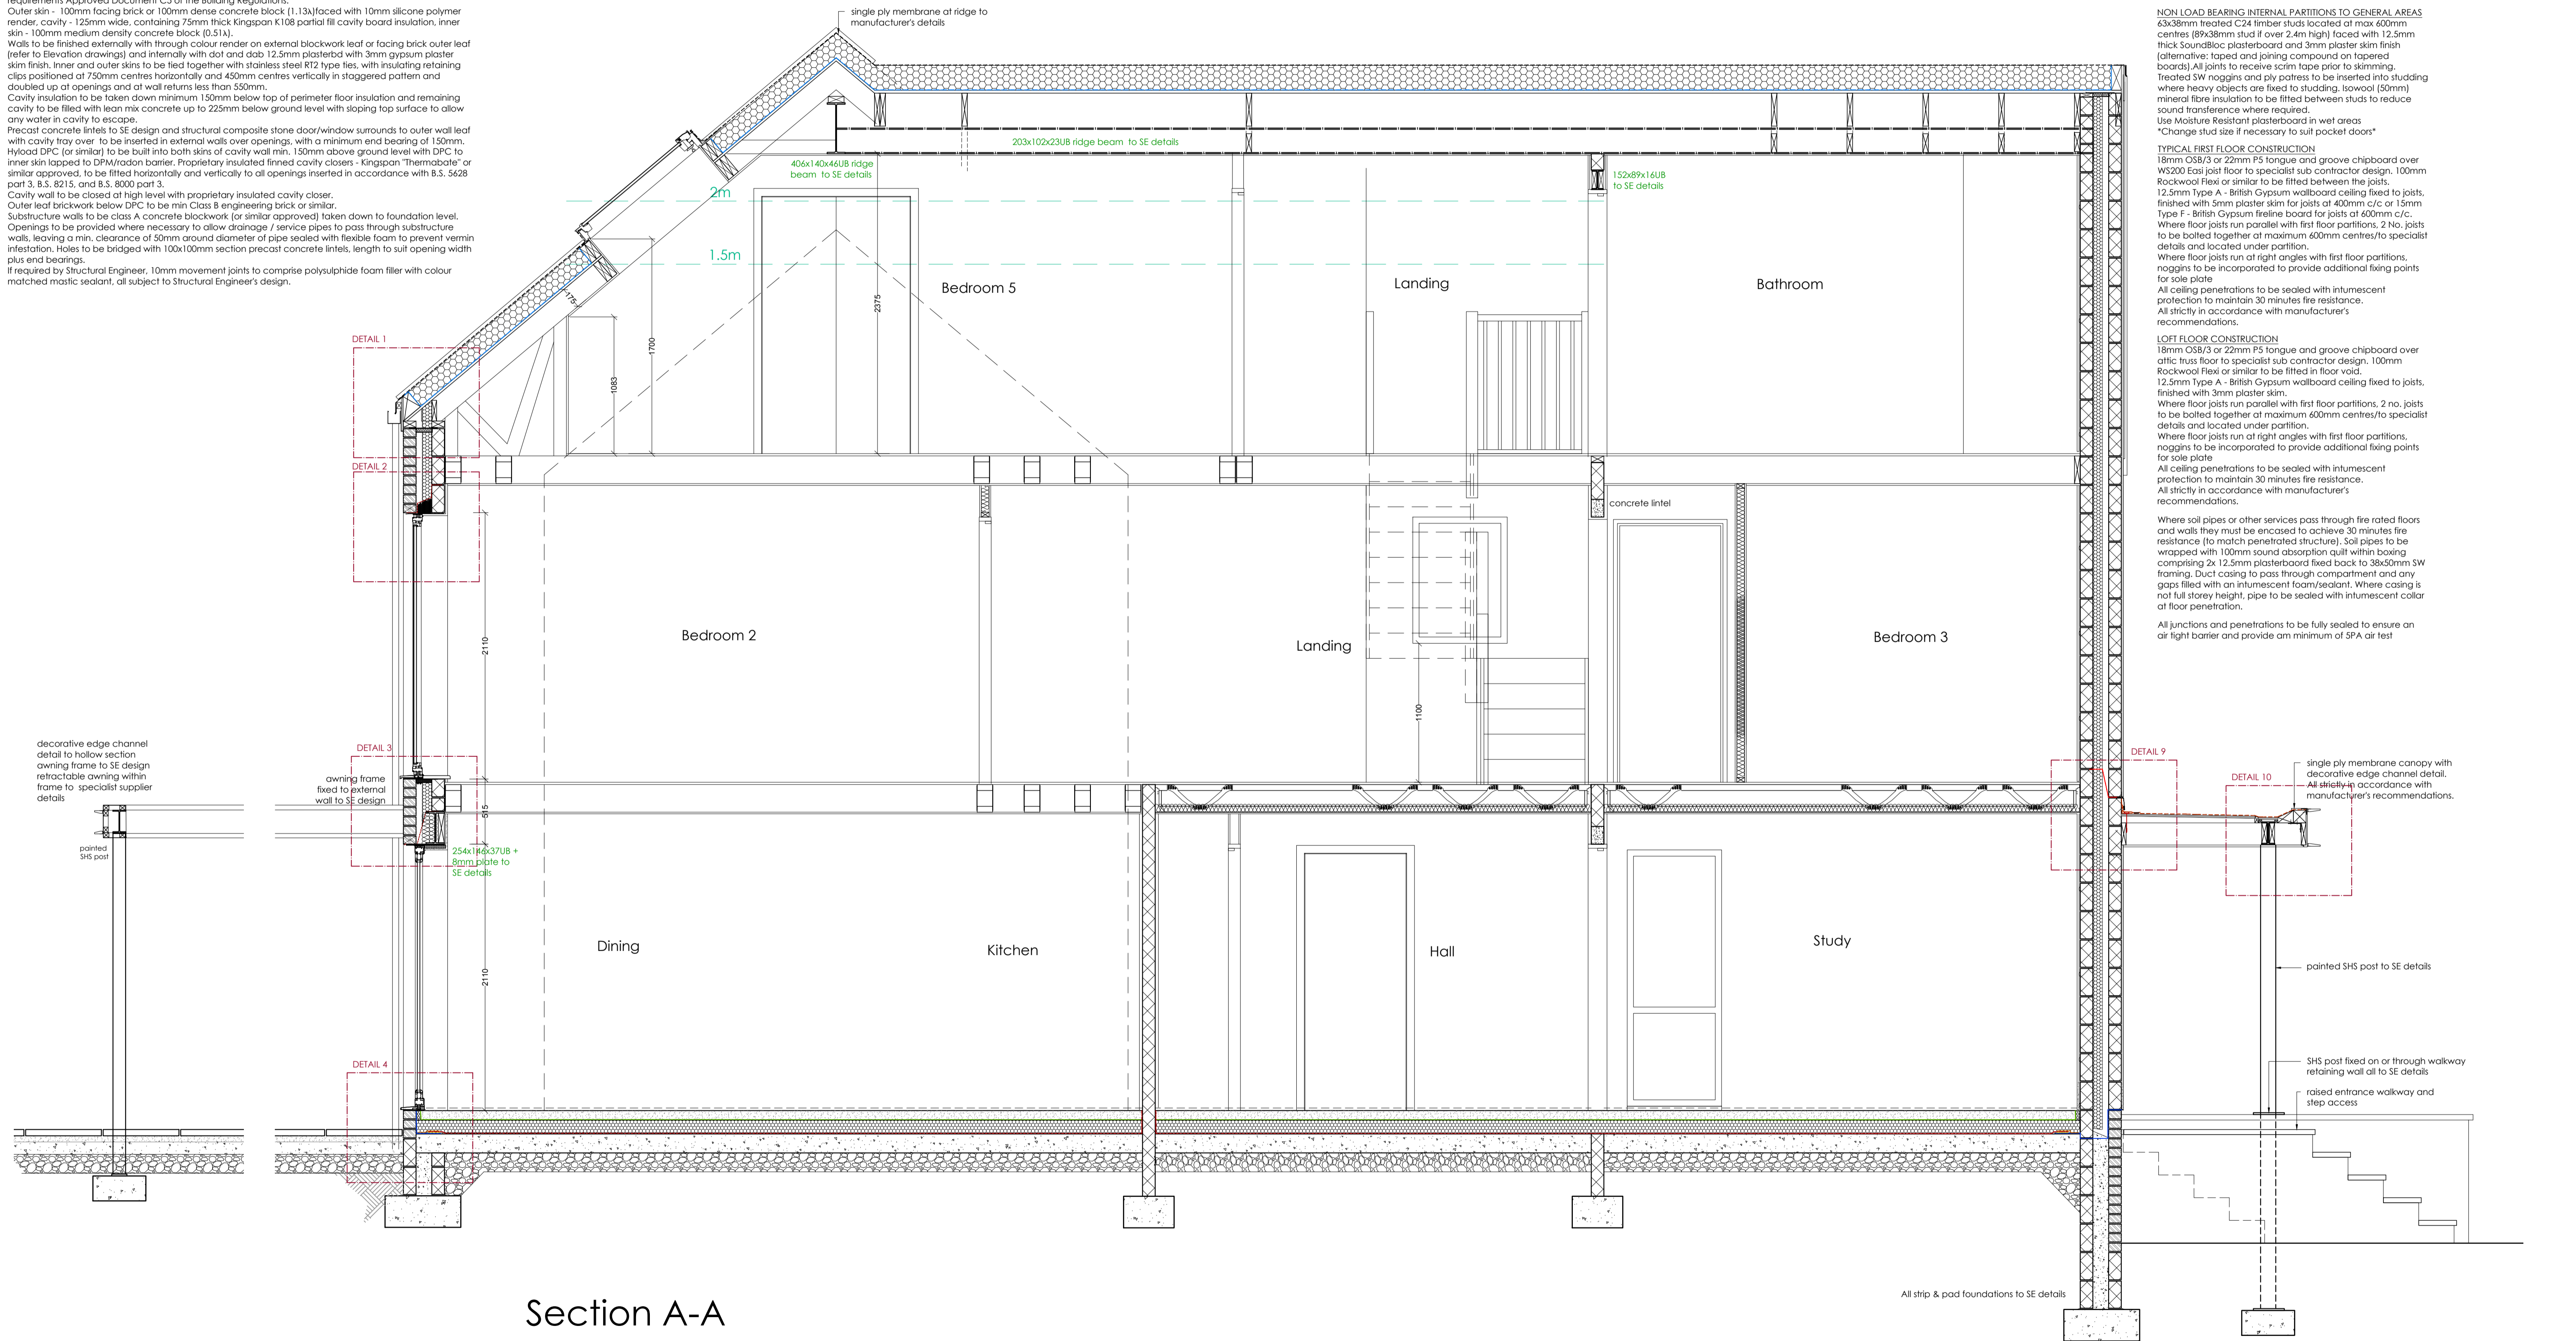 requirements Approved Document C3 of the Building Regulations.
Outer skin - 100mm facing brick or 100mm dense concrete block (1.13λ)faced with 10mm silicone polymer
render, cavity - 125mm wide, containing 75mm thick Kingspan K108 partial fill cavity board insulation, inner
skin - 100mm medium density concrete block (0.51λ).
Walls to be finished externally with through colour render on external blockwork leaf or facing brick outer leaf
(refer to Elevation drawings) and internally with dot and dab 12.5mm plasterbd with 3mm gypsum plaster
skim finish. Inner and outer skins to be tied together with stainless steel RT2 type ties, with insulating retaining
clips positioned at 750mm centres horizontally and 450mm centres vertically in staggered pattern and
doubled up at openings and at wall returns less than 550mm.
Cavity insulation to be taken down minimum 150mm below top of perimeter floor insulation and remaining
cavity to be filled with lean mix concrete up to 225mm below ground level with sloping top surface to allow
any water in cavity to escape.
Precast concrete lintels to SE design and structural composite stone door/window surrounds to outer wall leaf
with cavity tray over to be inserted in external walls over openings, with a minimum end bearing of 150mm.
Hyload DPC (or similar) to be built into both skins of cavity wall min. 150mm above ground level with DPC to
inner skin lapped to DPM/radon barrier. Proprietary insulated finned cavity closers - Kingspan "Thermabate" or
similar approved, to be fitted horizontally and vertically to all openings inserted in accordance with B.S. 5628
part 3, B.S. 8215, and B.S. 8000 part 3.
Cavity wall to be closed at high level with proprietary insulated cavity closer.
Outer leaf brickwork below DPC to be min Class B engineering brick or similar.
Substructure walls to be class A concrete blockwork (or similar approved) taken down to foundation level.
Openings to be provided where necessary to allow drainage / service pipes to pass through substructure
walls, leaving a min. clearance of 50mm around diameter of pipe sealed with flexible foam to prevent vermin
infestation. Holes to be bridged with 100x100mm section precast concrete lintels, length to suit opening width
plus end bearings.
If required by Structural Engineer, 10mm movement joints to comprise polysulphide foam filler with colour
matched mastic sealant, all subject to Structural Engineer's design.
single ply membrane at ridge to
manufacturer's details
203x102x23UB ridge beam to SE details
406x140x46UB ridge
beam to SE details
152x89x16UB
to SE details
2m
1.5m
Bedroom 5
Landing
Bathroom
175
2375
1700
1083
DETAIL 1
DETAIL 2
concrete lintel
Bedroom 2
Landing
Bedroom 3
2110
1100
decorative edge channel
detail to hollow section
awning frame to SE design
retractable awning within
frame to specialist supplier
details
DETAIL 3
awning frame
fixed to external
wall to SE design
515
painted
SHS post
254x146x37UB +
8mm plate to
SE details
Dining
Kitchen
Hall
Study
2110
DETAIL 4
DETAIL 9
DETAIL 10
single ply membrane canopy with
decorative edge channel detail.
All strictly in accordance with
manufacturer's recommendations.
painted SHS post to SE details
SHS post fixed on or through walkway
retaining wall all to SE details
raised entrance walkway and
step access
All strip & pad foundations to SE details
Section A-A
NON LOAD BEARING INTERNAL PARTITIONS TO GENERAL AREAS
63x38mm treated C24 timber studs located at max 600mm
centres (89x38mm stud if over 2.4m high) faced with 12.5mm
thick SoundBloc plasterboard and 3mm plaster skim finish
(alternative: taped and joining compound on tapered
boards).All joints to receive scrim tape prior to skimming.
Treated SW noggins and ply patress to be inserted into studding
where heavy objects are fixed to studding. Isowool (50mm)
mineral fibre insulation to be fitted between studs to reduce
sound transference where required.
Use Moisture Resistant plasterboard in wet areas
*Change stud size if necessary to suit pocket doors*
TYPICAL FIRST FLOOR CONSTRUCTION
18mm OSB/3 or 22mm P5 tongue and groove chipboard over
WS200 Easi joist floor to specialist sub contractor design. 100mm
Rockwool Flexi or similar to be fitted between the joists.
12.5mm Type A - British Gypsum wallboard ceiling fixed to joists,
finished with 5mm plaster skim for joists at 400mm c/c or 15mm
Type F - British Gypsum fireline board for joists at 600mm c/c.
Where floor joists run parallel with first floor partitions, 2 No. joists
to be bolted together at maximum 600mm centres/to specialist
details and located under partition.
Where floor joists run at right angles with first floor partitions,
noggins to be incorporated to provide additional fixing points
for sole plate
All ceiling penetrations to be sealed with intumescent
protection to maintain 30 minutes fire resistance.
All strictly in accordance with manufacturer's
recommendations.
LOFT FLOOR CONSTRUCTION
18mm OSB/3 or 22mm P5 tongue and groove chipboard over
attic truss floor to specialist sub contractor design. 100mm
Rockwool Flexi or similar to be fitted in floor void.
12.5mm Type A - British Gypsum wallboard ceiling fixed to joists,
finished with 3mm plaster skim.
Where floor joists run parallel with first floor partitions, 2 no. joists
to be bolted together at maximum 600mm centres/to specialist
details and located under partition.
Where floor joists run at right angles with first floor partitions,
noggins to be incorporated to provide additional fixing points
for sole plate
All ceiling penetrations to be sealed with intumescent
protection to maintain 30 minutes fire resistance.
All strictly in accordance with manufacturer's
recommendations.
Where soil pipes or other services pass through fire rated floors
and walls they must be encased to achieve 30 minutes fire
resistance (to match penetrated structure). Soil pipes to be
wrapped with 100mm sound absorption quilt within boxing
comprising 2x 12.5mm plasterbaord fixed back to 38x50mm SW
framing. Duct casing to pass through compartment and any
gaps filled with an intumescent foam/sealant. Where casing is
not full storey height, pipe to be sealed with intumescent collar
at floor penetration.
All junctions and penetrations to be fully sealed to ensure an
air tight barrier and provide am minimum of 5PA air test